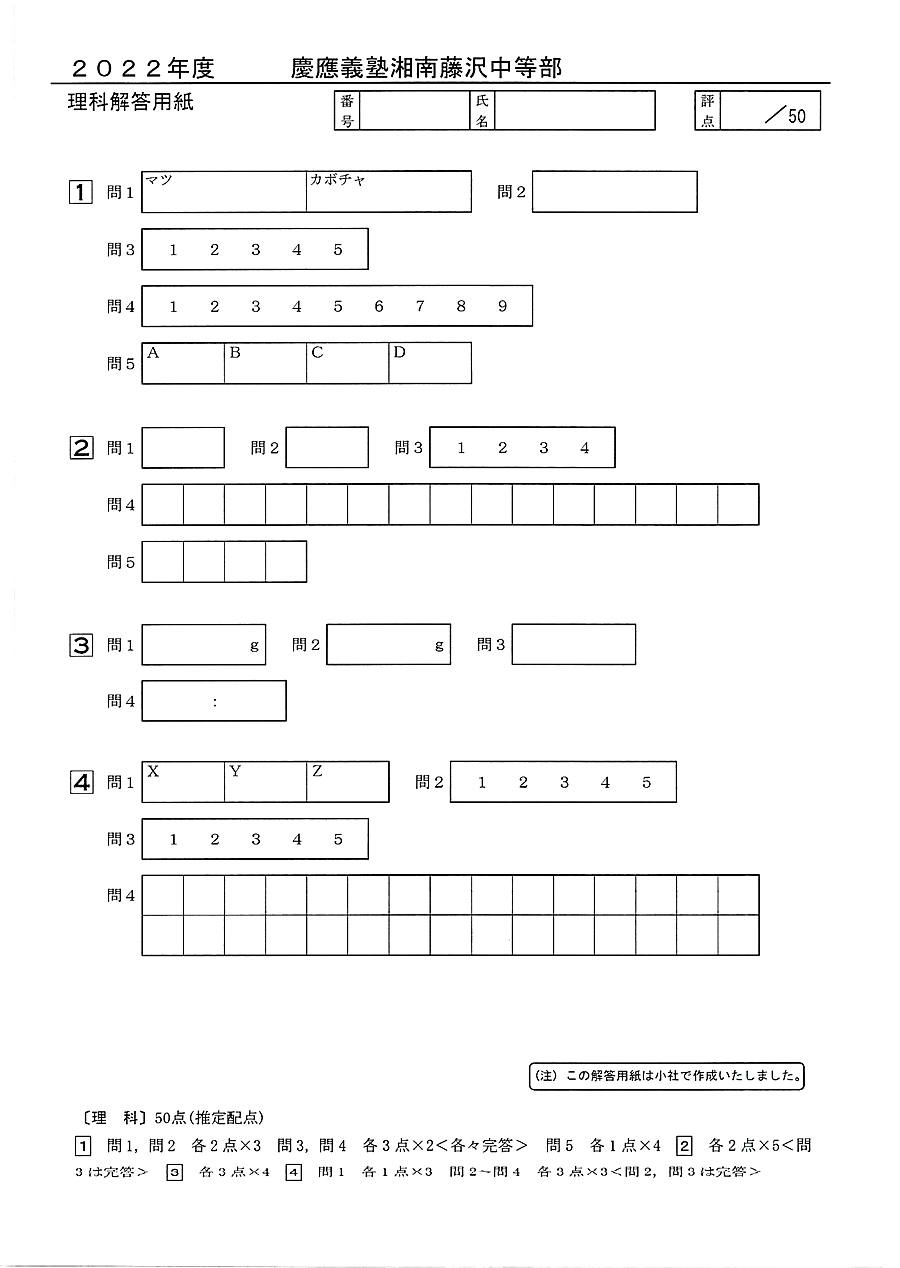 ２０２２年度　慶應義塾湘南藤沢中等部
理科解答用紙　番号　氏名　評点　／50
1　問1　マツ　カボチャ　問2
問3　1　2　3　4　5
問4　1　2　3　4　5　6　7　8　9
問5　A　B　C　D
2　問1　問2　問3　1　2　3　4
問4
問5
3　問1　g　問2　g　問3
問4　:
4　問1　X　Y　Z　問2　1　2　3　4　5
問3　1　2　3　4　5
問4
(注) この解答用紙は小社で作成いたしました。
〔理　科〕50点(推定配点)
1　問1, 問2　各2点×3　問3, 問4　各3点×2<各々完答>　問5　各1点×4　2　各2点×5<問
3は完答>　3　各3点×4　4　問1　各1点×3　問2〜問4　各3点×3<問2, 問3は完答>